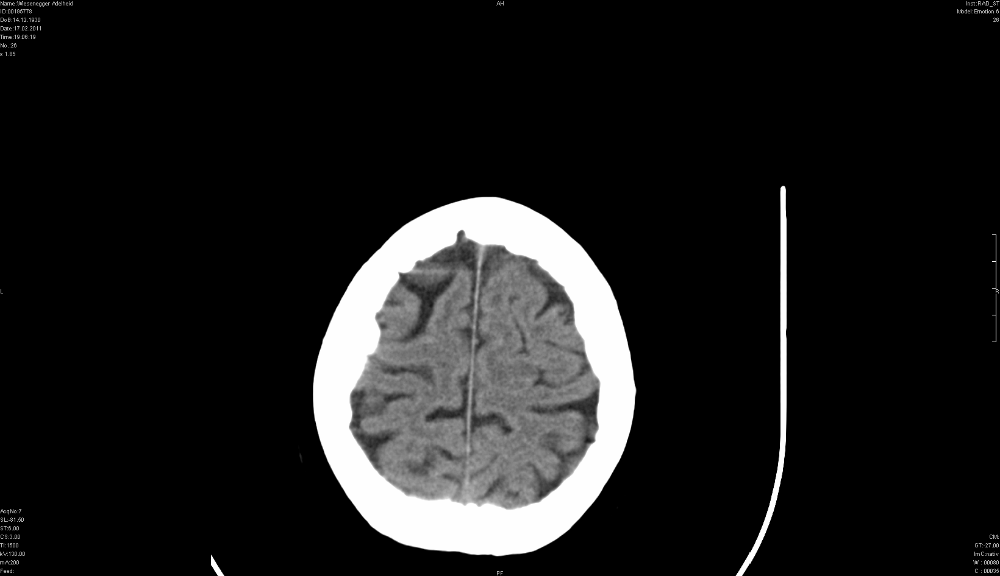 Name:Wiesenegger Adelheid
ID:00195778
DoB:14.12.1930
Date:17.02.2011
Time:19:06:19
No.:26
x 1.85
AH
Inst:RAD_ST
Model:Emotion 6
26
L
R
AcqNo:7
SL:-81.50
ST:6.00
CS:3.00
TI:1500
kV:130.00
mA:200
Feed:
PF
CM:
GT:-27.00
ImC:nativ
W : 00080
C : 00035